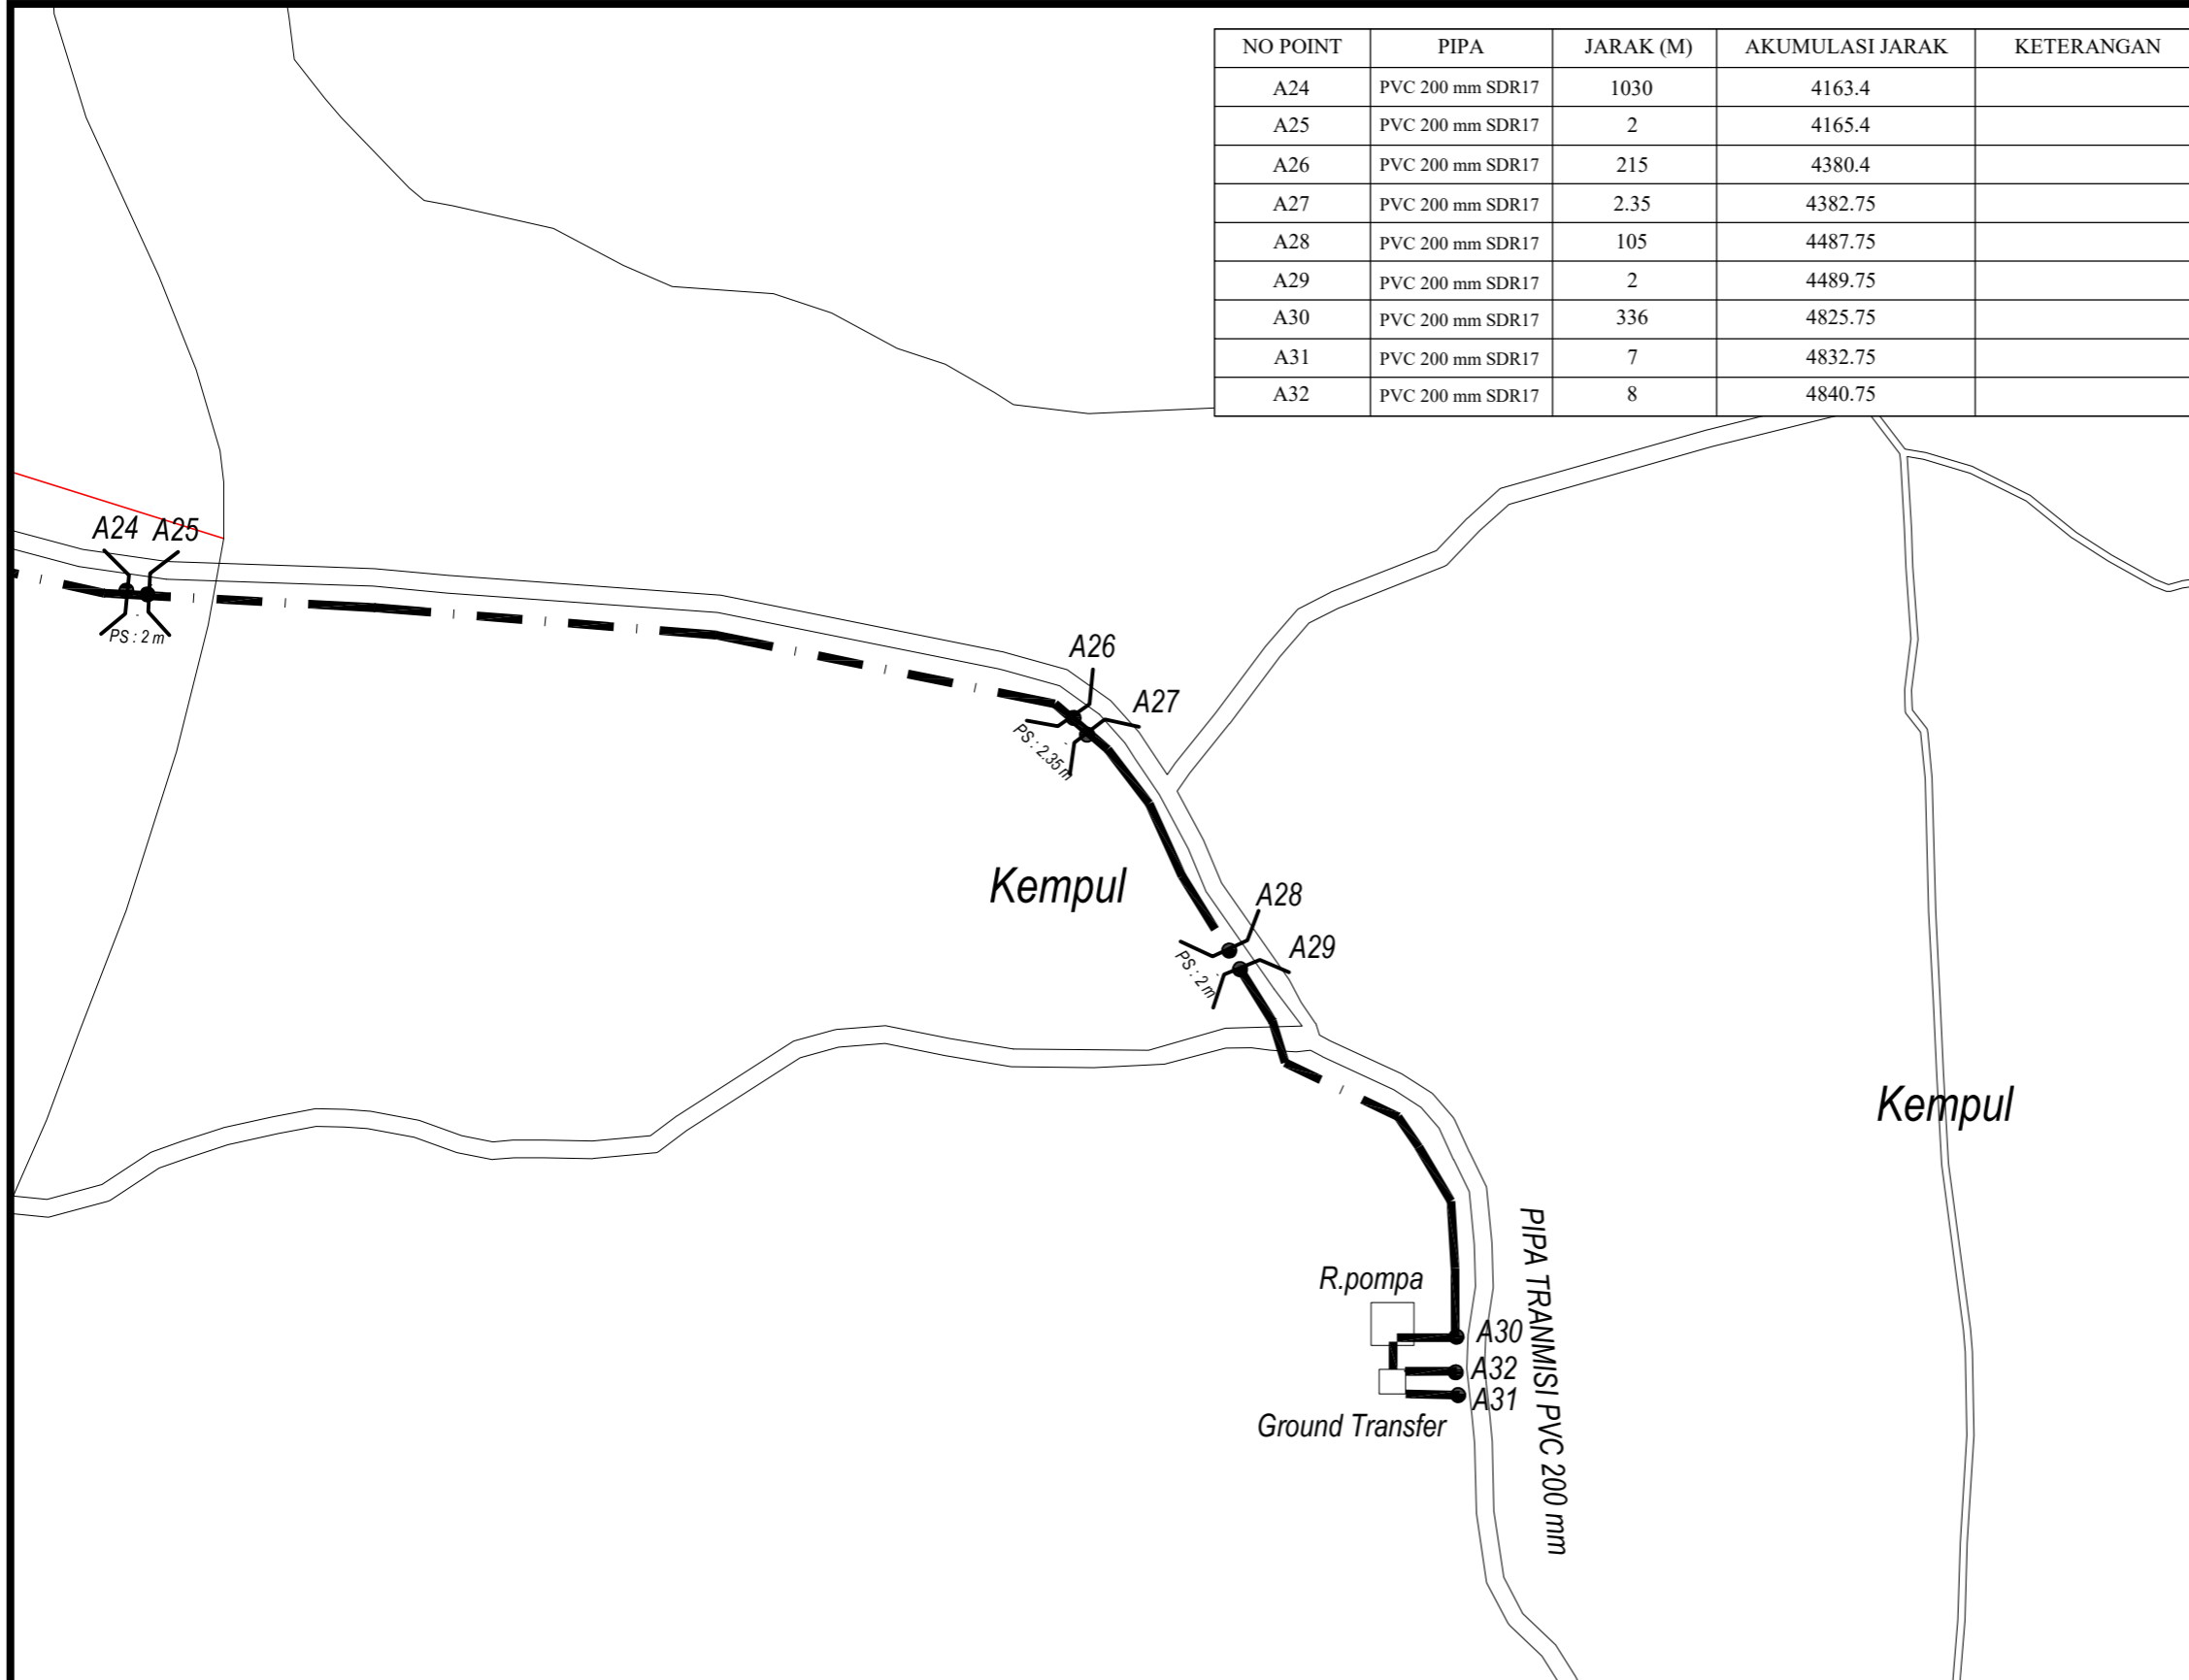 NO POINT PIPA JARAK (M) AKUMULASI JARAK KETERANGAN
A24 PVC 200 mm SDR17 1030 4163.4
A25 PVC 200 mm SDR17 2 4165.4
A26 PVC 200 mm SDR17 215 4380.4
A27 PVC 200 mm SDR17 2.35 4382.75
A28 PVC 200 mm SDR17 105 4487.75
A29 PVC 200 mm SDR17 2 4489.75
A30 PVC 200 mm SDR17 336 4825.75
A31 PVC 200 mm SDR17 7 4832.75
A32 PVC 200 mm SDR17 8 4840.75
A24 A25
PS : 2 m
A26
A27
PS : 2.35 m
Kempul
A28
A29
PS : 2 m
Kempul
PIPA TRANMISI PVC 200 mm
R.pompa
A30
A32
A31
Ground Transfer